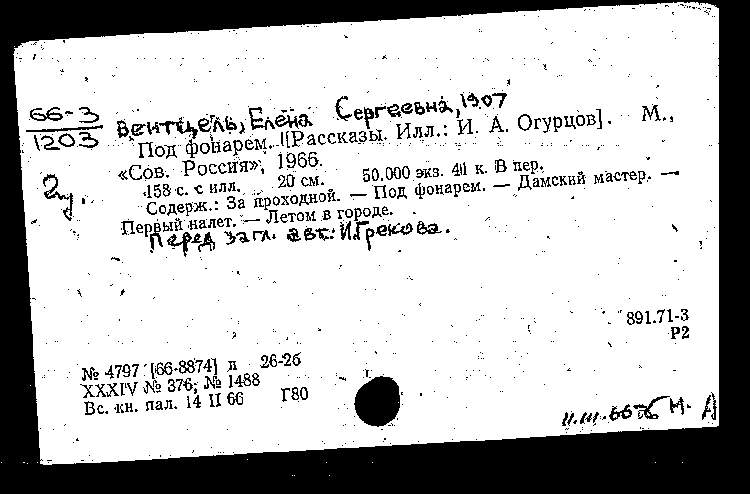 66-3
1203
Вентцель, Елена Сергеевна, 1907
Под фонарем. [Рассказы. Илл.: И. А. Огурцов]. М.,
«Сов. Россия», 1966.
158 с. с илл. 20 см. 50.000 экз. 41 к. В пер.
2 н.
Содерж.: За проходной. — Под фонарем. — Дамский мастер. —
Первый налет. — Летом в городе.
Перед загл. авт.: И.Грекова.
891.71-3
Р2
№ 4797 [66-8874] п 26-26
XXXIV № 376; № 1488
Вс. кн. пал. 14 II 66 Г80
11.III.66